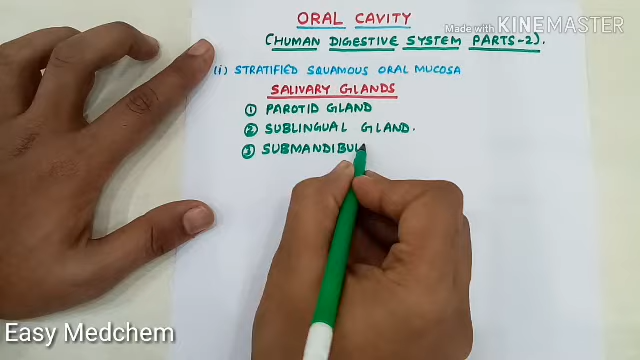 ORAL CAVITY
Made with KINEMASTER
(HUMAN DIGESTIVE SYSTEM PARTS-2).
(i) STRATIFIED SQUAMOUS ORAL MUCOSA
SALIVARY GLANDS
① PAROTID GLAND
② SUBLINGUAL GLAND.
③ SUBMANDIBUL
Easy Medchem